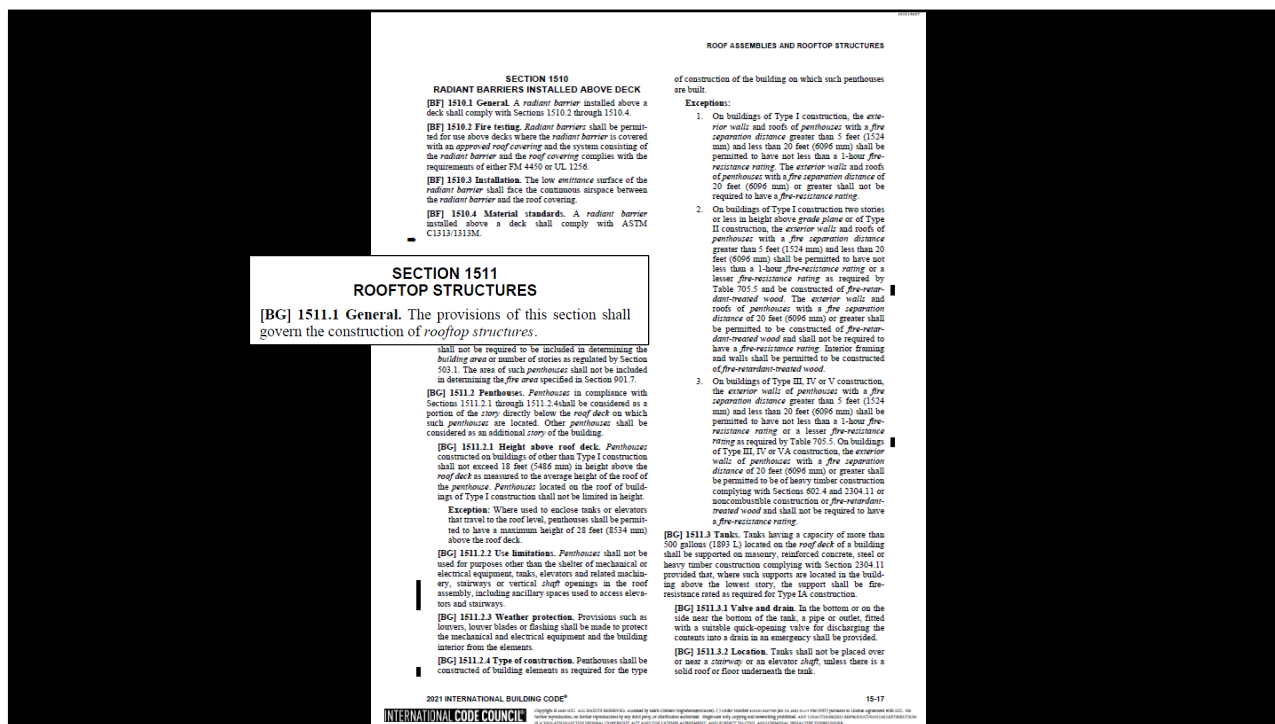 ROOF ASSEMBLIES AND ROOFTOP STRUCTURES
SECTION 1510
RADIANT BARRIERS INSTALLED ABOVE DECK
[BF] 1510.1 General. A radiant barrier installed above a
deck shall comply with Sections 1510.2 through 1510.4.
[BF] 1510.2 Fire testing. Radiant barriers shall be permit-
ted for use above decks where the radiant barrier is covered
with an approved roof covering and the system consisting of
the radiant barrier and the roof covering complies with the
requirements of either FM 4450 or UL 1256.
[BF] 1510.3 Installation. The low emittance surface of the
radiant barrier shall face the continuous airspace between
the radiant barrier and the roof covering.
[BF] 1510.4 Material standards. A radiant barrier
installed above a deck shall comply with ASTM
C1313/1313M.
SECTION 1511
ROOFTOP STRUCTURES
[BG] 1511.1 General. The provisions of this section shall
govern the construction of rooftop structures.
shall not be required to be included in determining the
building area or number of stories as regulated by Section
503.1. The area of such penthouses shall not be included
in determining the fire area specified in Section 901.7.
[BG] 1511.2 Penthouses. Penthouses in compliance with
Sections 1511.2.1 through 1511.2.4shall be considered as a
portion of the story directly below the roof deck on which
such penthouses are located. Other penthouses shall be
considered as an additional story of the building.
[BG] 1511.2.1 Height above roof deck. Penthouses
constructed on buildings of other than Type I construction
shall not exceed 18 feet (5486 mm) in height above the
roof deck as measured to the average height of the roof of
the penthouse. Penthouses located on the roof of build-
ings of Type I construction shall not be limited in height.
Exception: Where used to enclose tanks or elevators
that travel to the roof level, penthouses shall be permit-
ted to have a maximum height of 28 feet (8534 mm)
above the roof deck.
[BG] 1511.2.2 Use limitations. Penthouses shall not be
used for purposes other than the shelter of mechanical or
electrical equipment, tanks, elevators and related machin-
ery, stairways or vertical shaft openings in the roof
assembly, including ancillary spaces used to access eleva-
tors and stairways.
[BG] 1511.2.3 Weather protection. Provisions such as
louvers, louver blades or flashing shall be made to protect
the mechanical and electrical equipment and the building
interior from the elements.
[BG] 1511.2.4 Type of construction. Penthouses shall be
constructed of building elements as required for the type
of construction of the building on which such penthouses
are built.
Exceptions:
1. On buildings of Type I construction, the exte-
rior walls and roofs of penthouses with a fire
separation distance greater than 5 feet (1524
mm) and less than 20 feet (6096 mm) shall be
permitted to have not less than a 1-hour fire-
resistance rating. The exterior walls and roofs
of penthouses with a fire separation distance of
20 feet (6096 mm) or greater shall not be
required to have a fire-resistance rating.
2. On buildings of Type I construction two stories
or less in height above grade plane or of Type
II construction, the exterior walls and roofs of
penthouses with a fire separation distance
greater than 5 feet (1524 mm) and less than 20
feet (6096 mm) shall be permitted to have not
less than a 1-hour fire-resistance rating or a
lesser fire-resistance rating as required by
Table 705.5 and be constructed of fire-retar-
dant-treated wood. The exterior walls and
roofs of penthouses with a fire separation
distance of 20 feet (6096 mm) or greater shall
be permitted to be constructed of fire-retar-
dant-treated wood and shall not be required to
have a fire-resistance rating. Interior framing
and walls shall be permitted to be constructed
of fire-retardant-treated wood.
3. On buildings of Type III, IV or V construction,
the exterior walls of penthouses with a fire
separation distance greater than 5 feet (1524
mm) and less than 20 feet (6096 mm) shall be
permitted to have not less than a 1-hour fire-
resistance rating or a lesser fire-resistance
rating as required by Table 705.5. On buildings
of Type III, IV or VA construction, the exterior
walls of penthouses with a fire separation
distance of 20 feet (6096 mm) or greater shall
be permitted to be of heavy timber construction
complying with Sections 602.4 and 2304.11 or
noncombustible construction or fire-retardant-
treated wood and shall not be required to have
a fire-resistance rating.
[BG] 1511.3 Tanks. Tanks having a capacity of more than
500 gallons (1893 L) located on the roof deck of a building
shall be supported on masonry, reinforced concrete, steel or
heavy timber construction complying with Section 2304.11
provided that, where such supports are located in the build-
ing above the lowest story, the support shall be fire-
resistance rated as required for Type IA construction.
[BG] 1511.3.1 Valve and drain. In the bottom or on the
side near the bottom of the tank, a pipe or outlet, fitted
with a suitable quick-opening valve for discharging the
contents into a drain in an emergency shall be provided.
[BG] 1511.3.2 Location. Tanks shall not be placed over
or near a stairway or an elevator shaft, unless there is a
solid roof or floor underneath the tank.
2021 INTERNATIONAL BUILDING CODE®
15-17
INTERNATIONAL CODE COUNCIL®